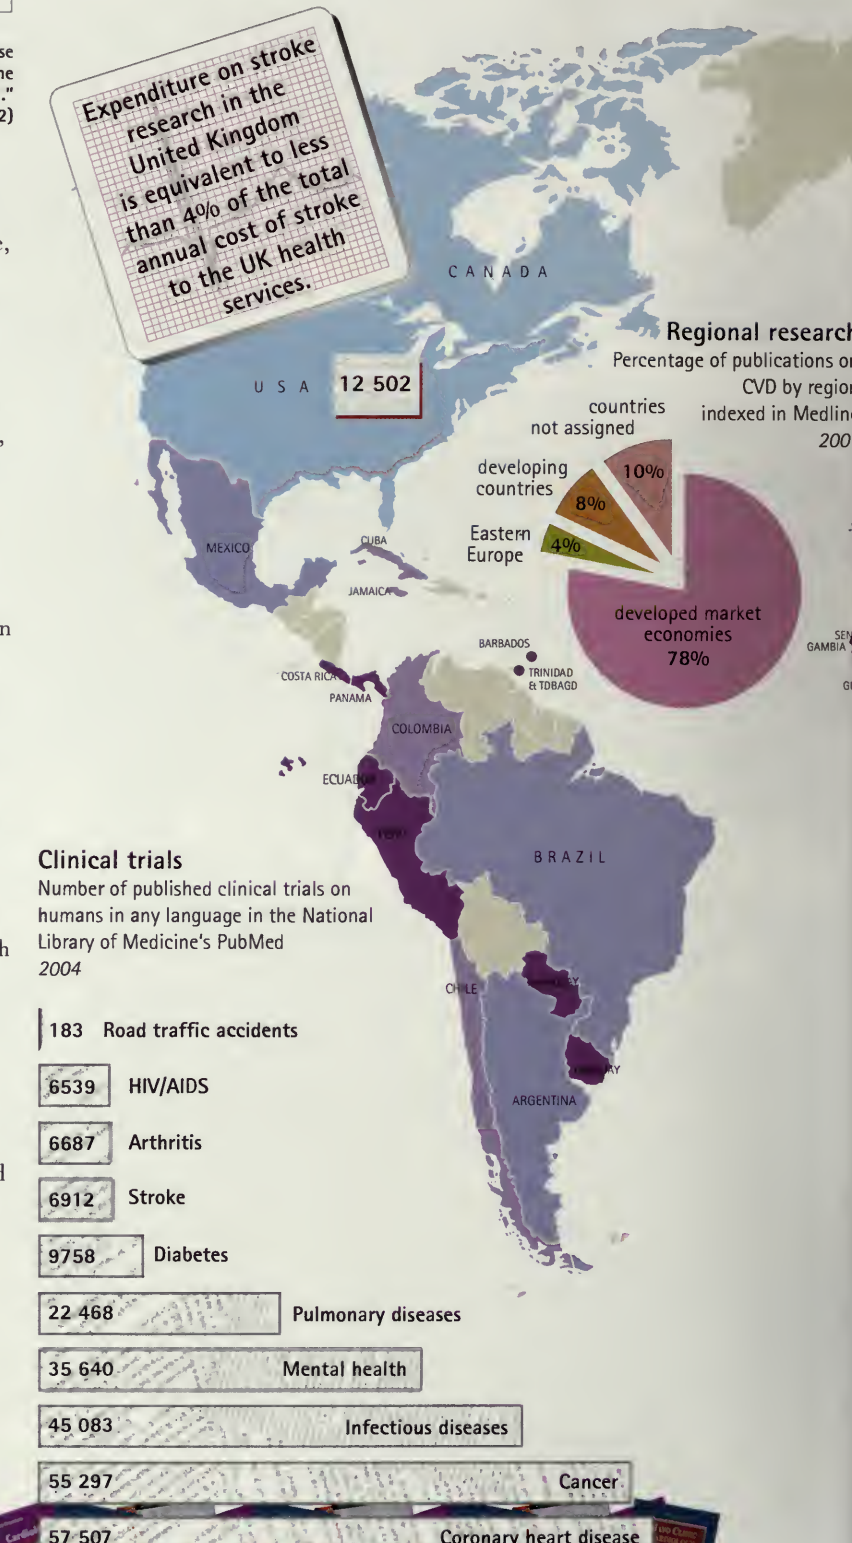 se
he
."
2)
Expenditure on stroke
research in the
United Kingdom
is equivalent to less
than 4% of the total
annual cost of stroke
to the UK health
services.
CANADA
USA
12 502
Regional research
Percentage of publications on
CVD by region
indexed in Medline
200
countries
not assigned
10%
developing
countries
8%
Eastern
Europe
4%
developed market
economies
78%
MEXICO
CUBA
JAMAICA
BARBADOS
TRINIDAD
& TOBAGO
COSTA RICA
PANAMA
SEN
GAMBIA
COLOMBIA
ECUADOR
PERU
BRAZIL
CHILE
ARGENTINA
Clinical trials
Number of published clinical trials on
humans in any language in the National
Library of Medicine's PubMed
2004
183 Road traffic accidents
6539 HIV/AIDS
6687 Arthritis
6912 Stroke
9758 Diabetes
22 468 Pulmonary diseases
35 640 Mental health
45 083 Infectious diseases
55 297 Cancer
57 507 Coronary heart disease